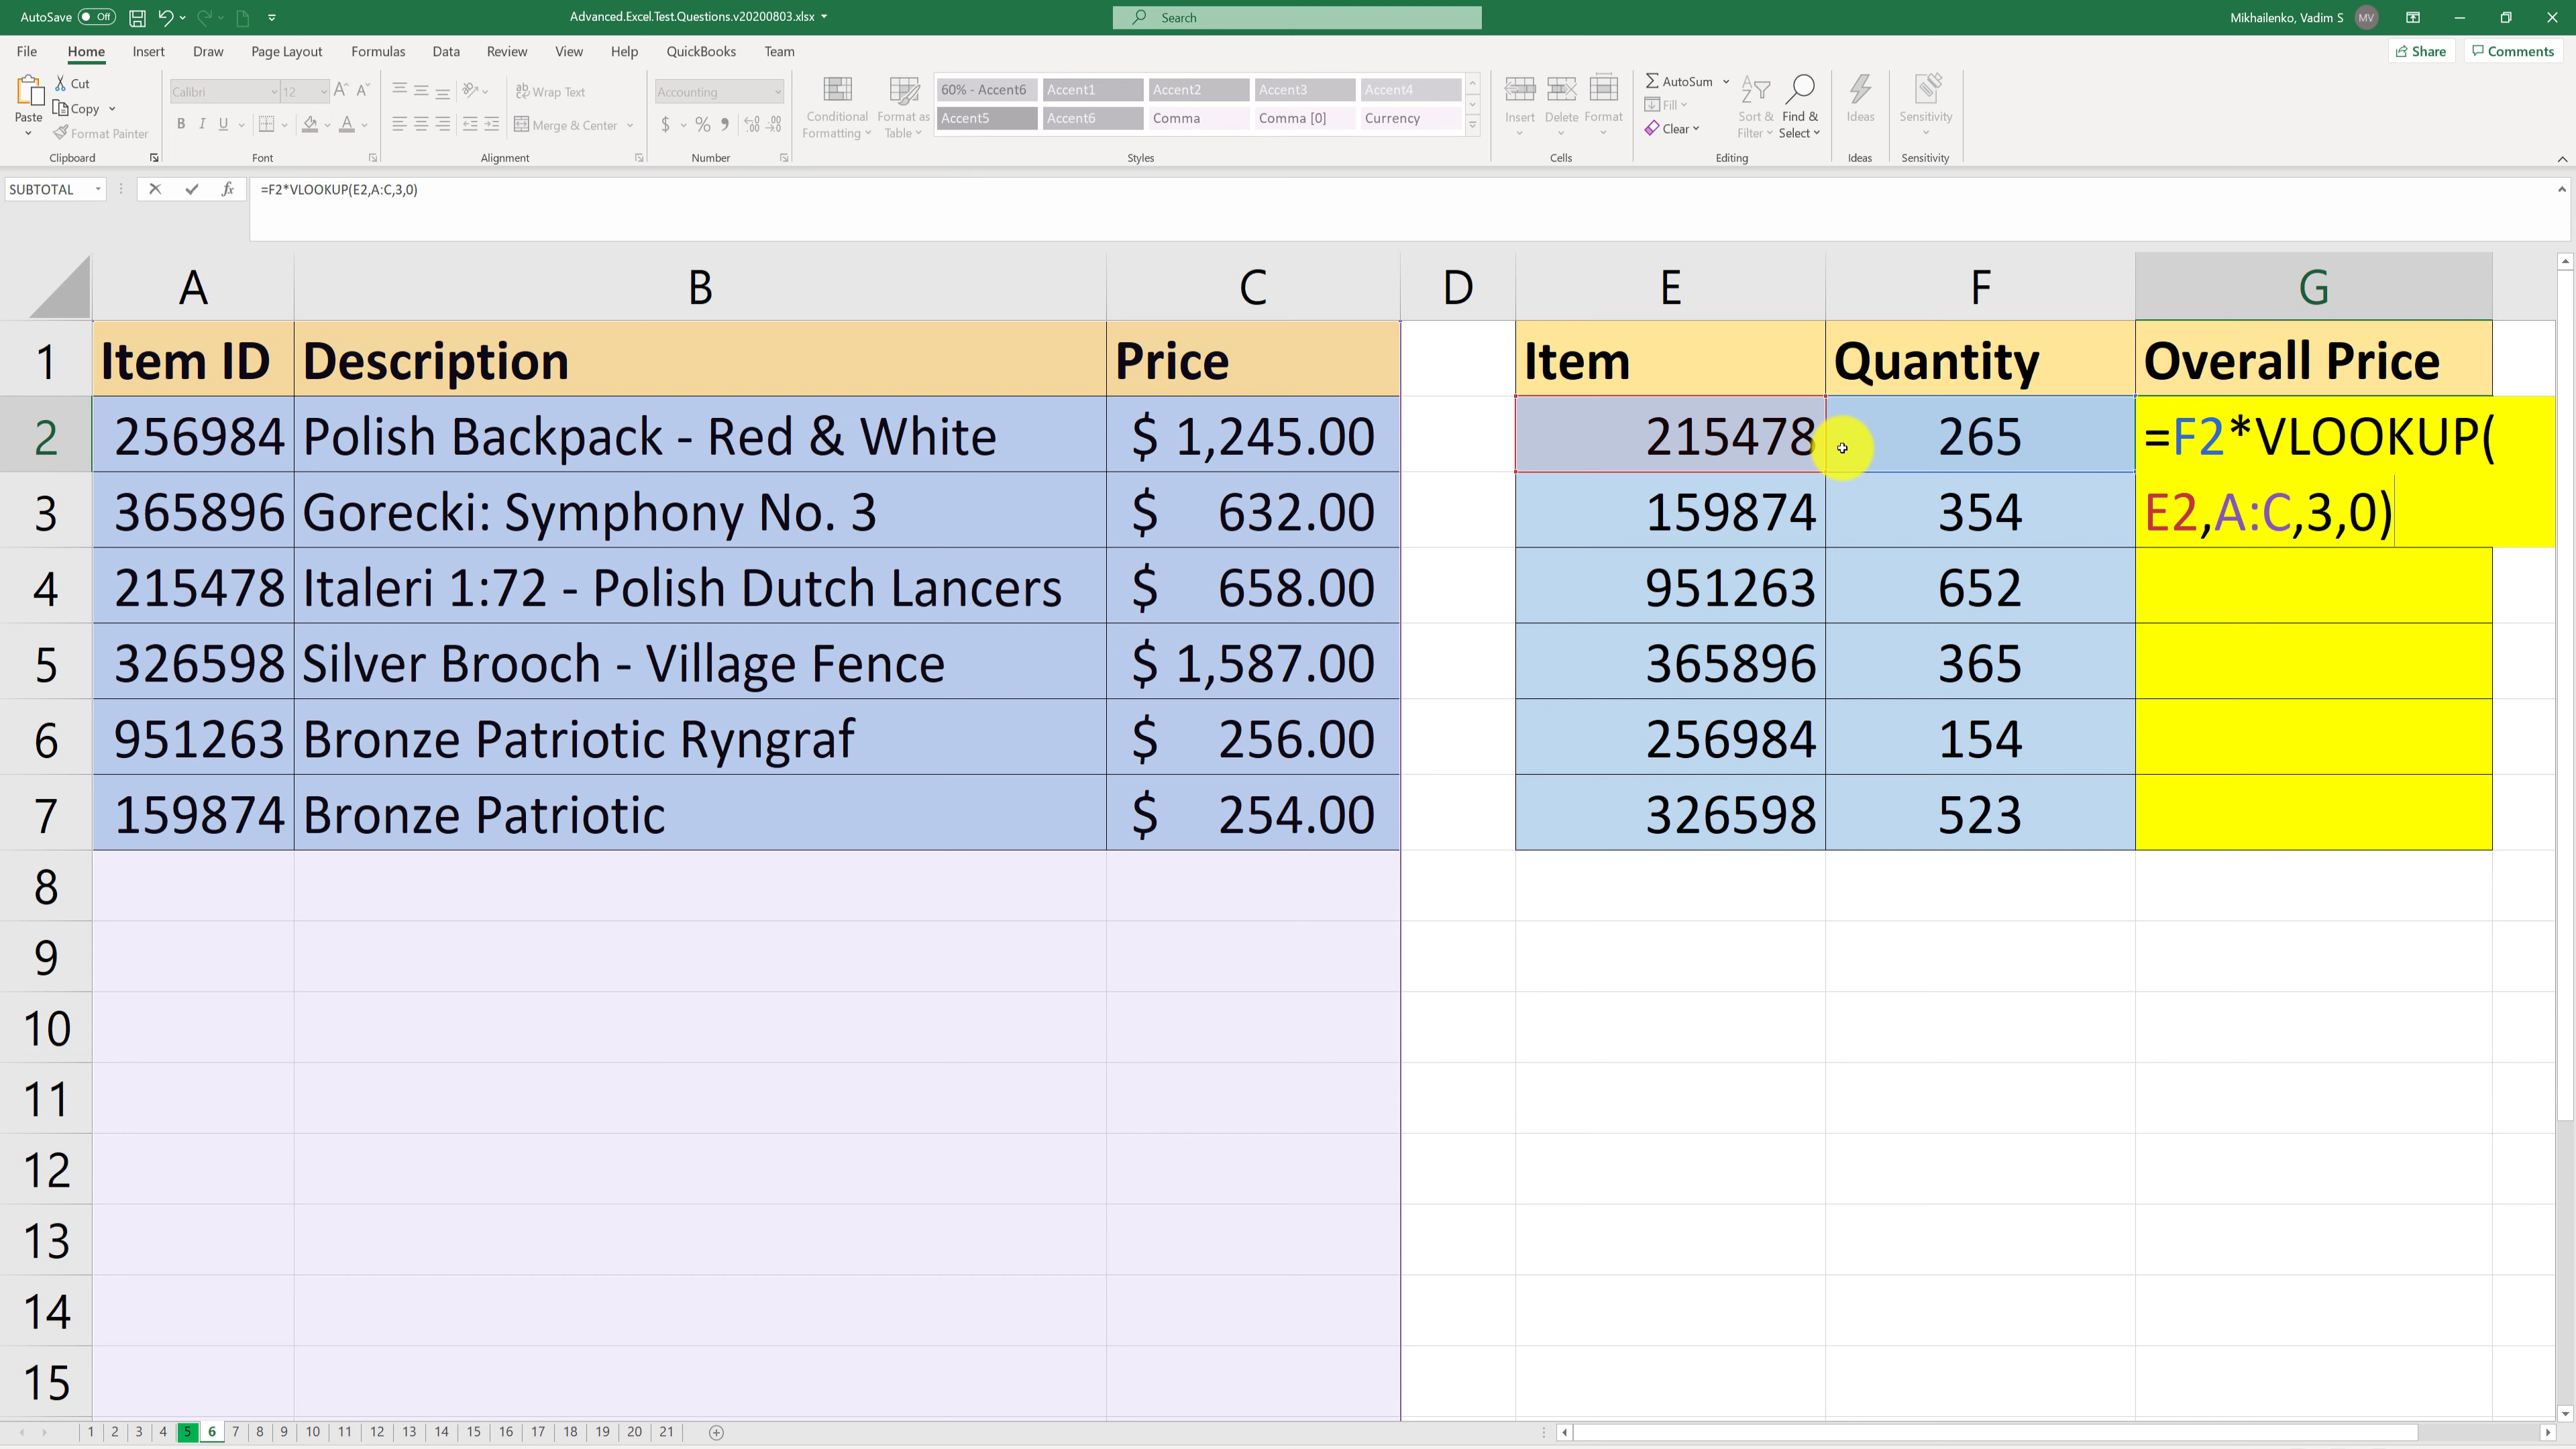 AutoSave Off
Advanced.Excel.Test.Questions.v20200803.xlsx
Search
Mikhailenko, Vadim S MV
File Home Insert Draw Page Layout Formulas Data Review View Help QuickBooks Team
Share Comments
Paste
Cut
Copy
Format Painter
Clipboard
Calibri 12 A^ Aˇ
B I U A
Font
ab Wrap Text
Merge & Center
Alignment
Accounting
$ % 9 .00 .00
Number
Conditional Formatting
Format as Table
60% - Accent6 Accent1 Accent2 Accent3 Accent4
Accent5 Accent6 Comma Comma [0] Currency
Styles
Insert Delete Format
Cells
AutoSum
Fill
Clear
Sort & Filter
Find & Select
Editing
Ideas
Ideas
Sensitivity
Sensitivity
SUBTOTAL fx =F2*VLOOKUP(E2,A:C,3,0)
A B C D E F G
1 Item ID Description Price Item Quantity Overall Price
2 256984 Polish Backpack - Red & White $ 1,245.00 215478 265 =F2*VLOOKUP(
3 365896 Gorecki: Symphony No. 3 $ 632.00 159874 354 E2,A:C,3,0)
4 215478 Italeri 1:72 - Polish Dutch Lancers $ 658.00 951263 652
5 326598 Silver Brooch - Village Fence $ 1,587.00 365896 365
6 951263 Bronze Patriotic Ryngraf $ 256.00 256984 154
7 159874 Bronze Patriotic $ 254.00 326598 523
8
9
10
11
12
13
14
15
1 2 3 4 5 6 7 8 9 10 11 12 13 14 15 16 17 18 19 20 21